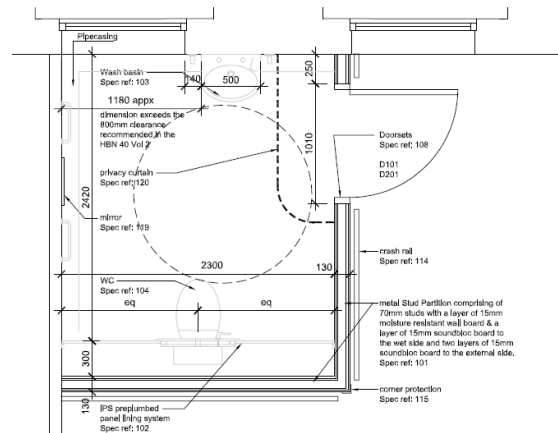 Pipecasing
Wash basin
Spec ref: 103
140
500
250
1180 appx
dimension exceeds the
800mm clearance
recommended in the
HBN 40 Vol 2
1010
Doorsets
Spec ref: 108
D101
D201
privacy curtain
Spec ref: 120
2420
mirror
Spec ref: 119
2300
130
crash rail
Spec ref: 114
WC
Spec ref: 104
eq
eq
metal Stud Partition comprising of
70mm studs with a layer of 15mm
moisture resistant wall board & a
layer of 15mm soundbloc board to
the wet side and two layers of 15mm
soundbloc board to the external side.
Spec ref: 101
300
130
corner protection
Spec ref: 115
IPS preplumbed
panel lining system
Spec ref: 102